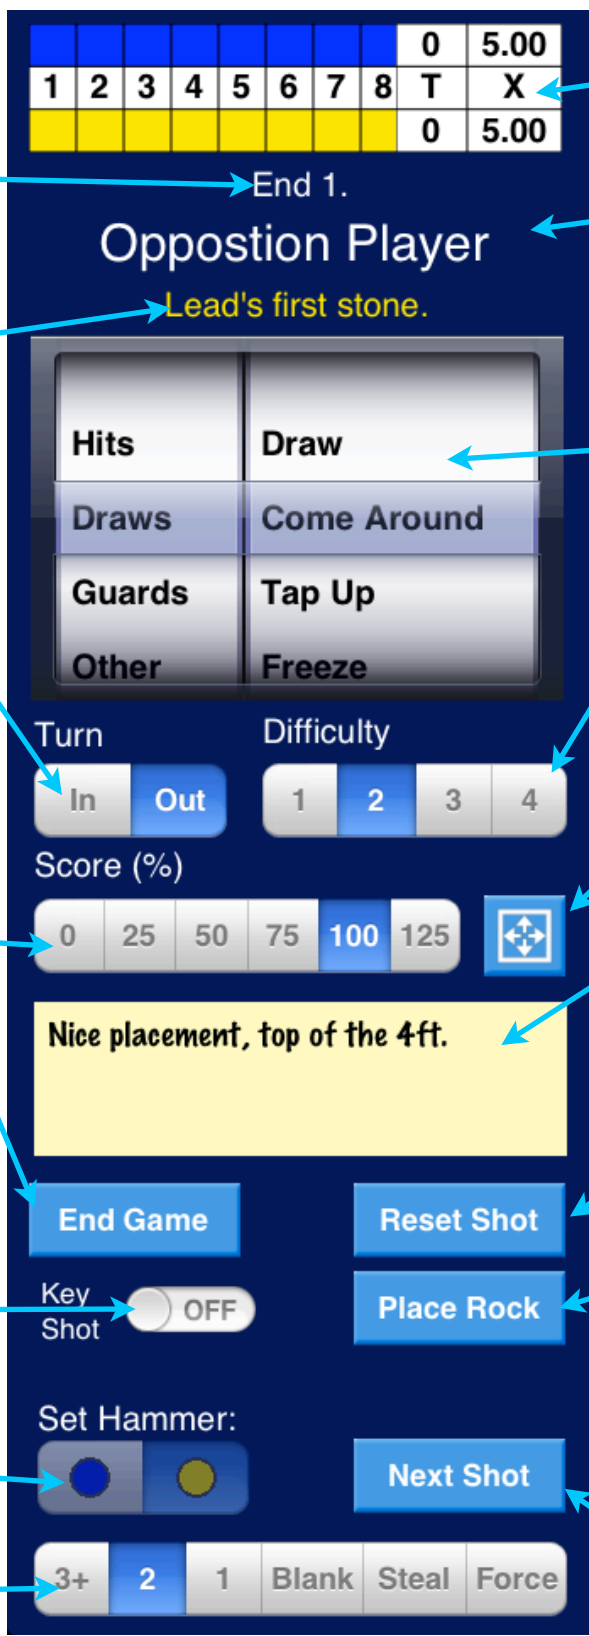 0 5.00
1 2 3 4 5 6 7 8 T X
0 5.00
End 1.
Oppostion Player
Lead's first stone.
Hits Draw
Draws Come Around
Guards Tap Up
Other Freeze
Turn Difficulty
In Out 1 2 3 4
Score (%)
0 25 50 75 100 125
Nice placement, top of the 4ft.
End Game Reset Shot
Key
Shot OFF Place Rock
Set Hammer:
Next Shot
3+ 2 1 Blank Steal Force